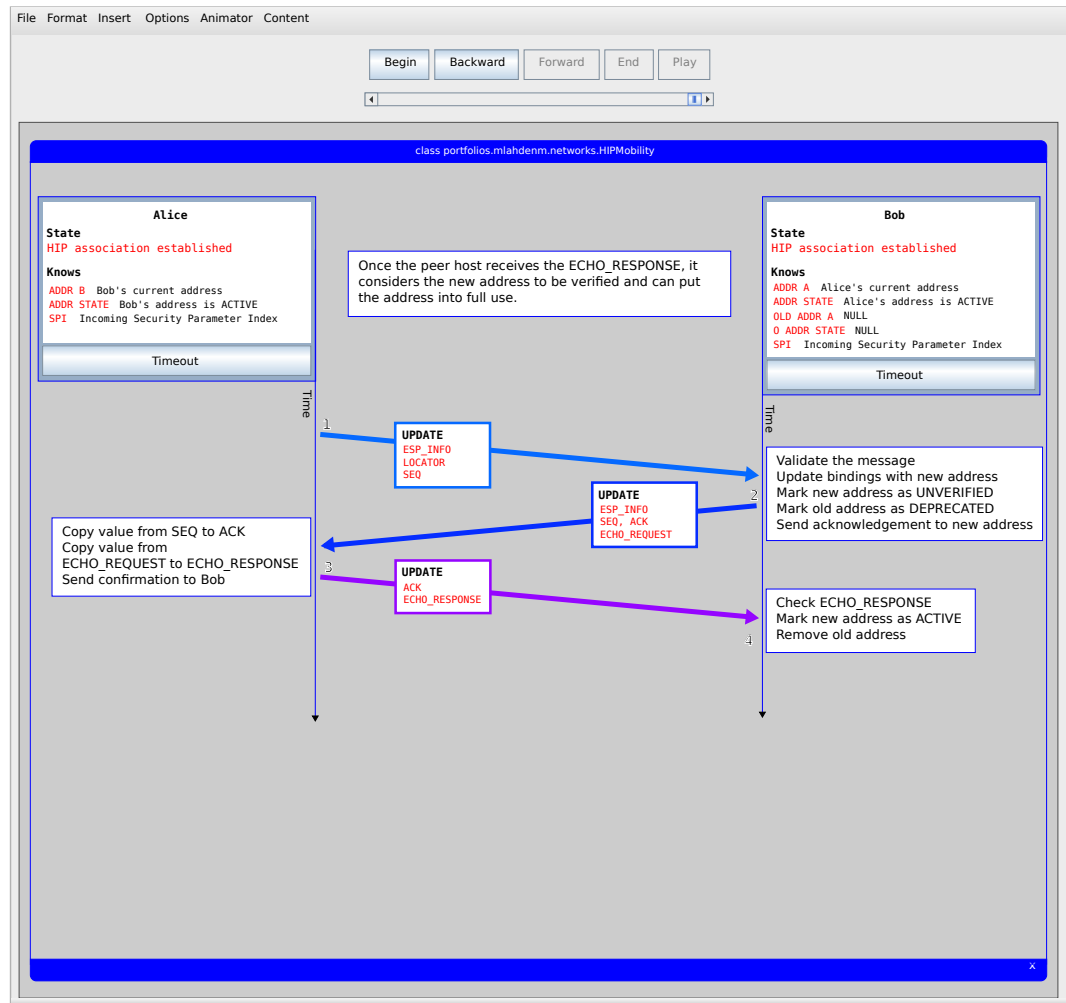 File Format Insert Options Animator Content
Begin Backward Forward End Play
class portfolios.mlahdenm.networks.HIPMobility
Alice
State
HIP association established
Knows
ADDR B Bob's current address
ADDR STATE Bob's address is ACTIVE
SPI Incoming Security Parameter Index
Timeout
Once the peer host receives the ECHO_RESPONSE, it
considers the new address to be verified and can put
the address into full use.
Bob
State
HIP association established
Knows
ADDR A Alice's current address
ADDR STATE Alice's address is ACTIVE
OLD ADDR A NULL
O ADDR STATE NULL
SPI Incoming Security Parameter Index
Timeout
Time
Time
1
UPDATE
ESP_INFO
LOCATOR
SEQ
Validate the message
Update bindings with new address
Mark new address as UNVERIFIED
Mark old address as DEPRECATED
Send acknowledgement to new address
2
UPDATE
ESP_INFO
SEQ, ACK
ECHO_REQUEST
Copy value from SEQ to ACK
Copy value from
ECHO_REQUEST to ECHO_RESPONSE
Send confirmation to Bob
3
UPDATE
ACK
ECHO_RESPONSE
Check ECHO_RESPONSE
Mark new address as ACTIVE
Remove old address
4